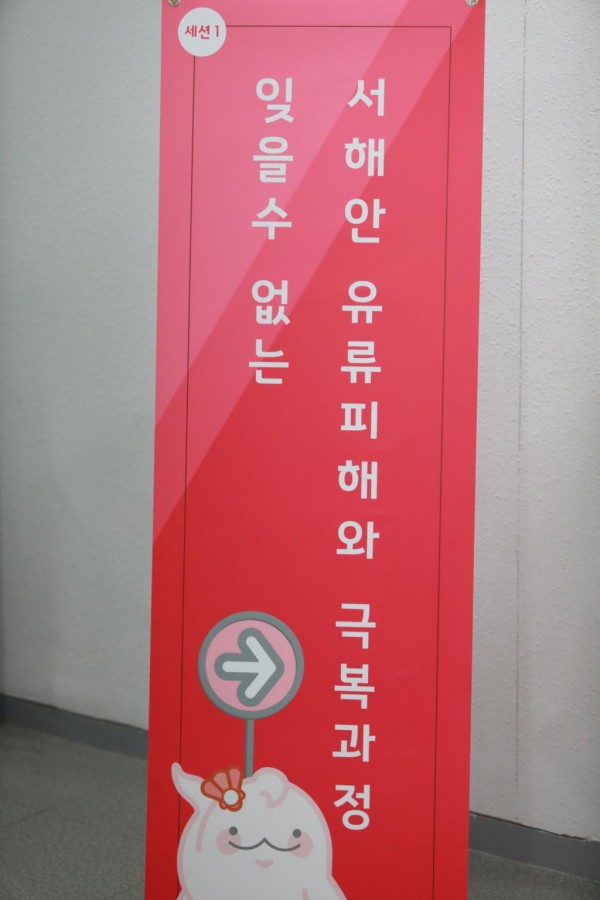 세션 1
잊을수 없는
서해안 유류피해와 극복과정